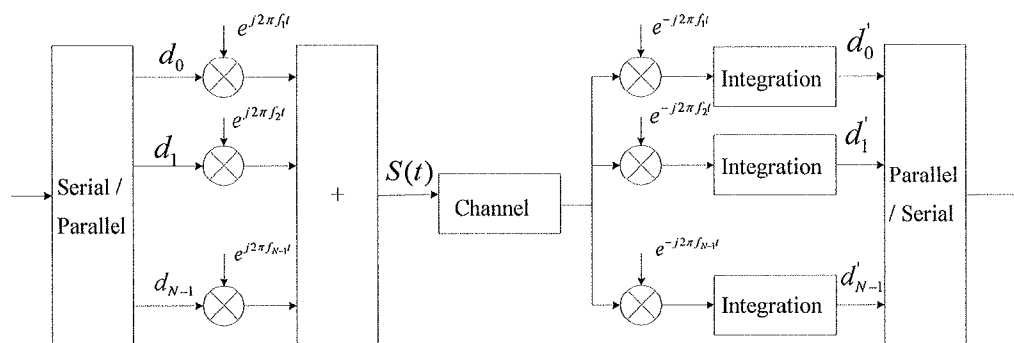 e^{j2πf_1t}
e^{-j2πf_1t}
d_0
Integration
d'_0
e^{j2πf_2t}
e^{-j2πf_2t}
d_1
Integration
d'_1
Serial /
Parallel
+
S(t)
Channel
Parallel
/ Serial
e^{j2πf_{N-1}t}
e^{-j2πf_{N-1}t}
d_{N-1}
Integration
d'_{N-1}